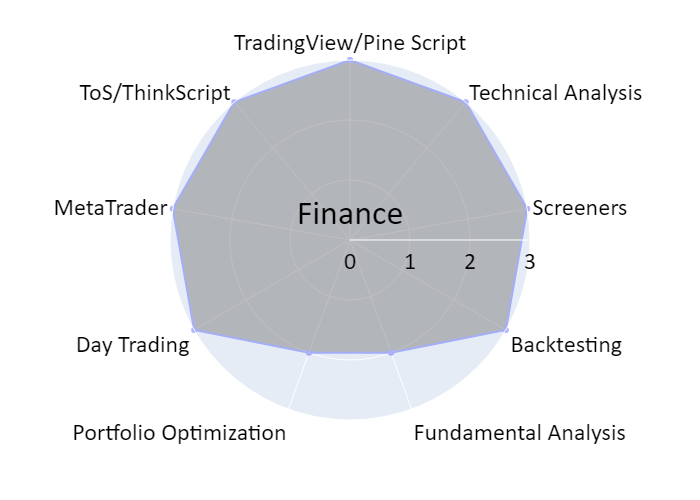 TradingView/Pine Script
ToS/ThinkScript
Technical Analysis
MetaTrader
Finance
Screeners
0 1 2 3
Day Trading
Backtesting
Portfolio Optimization
Fundamental Analysis